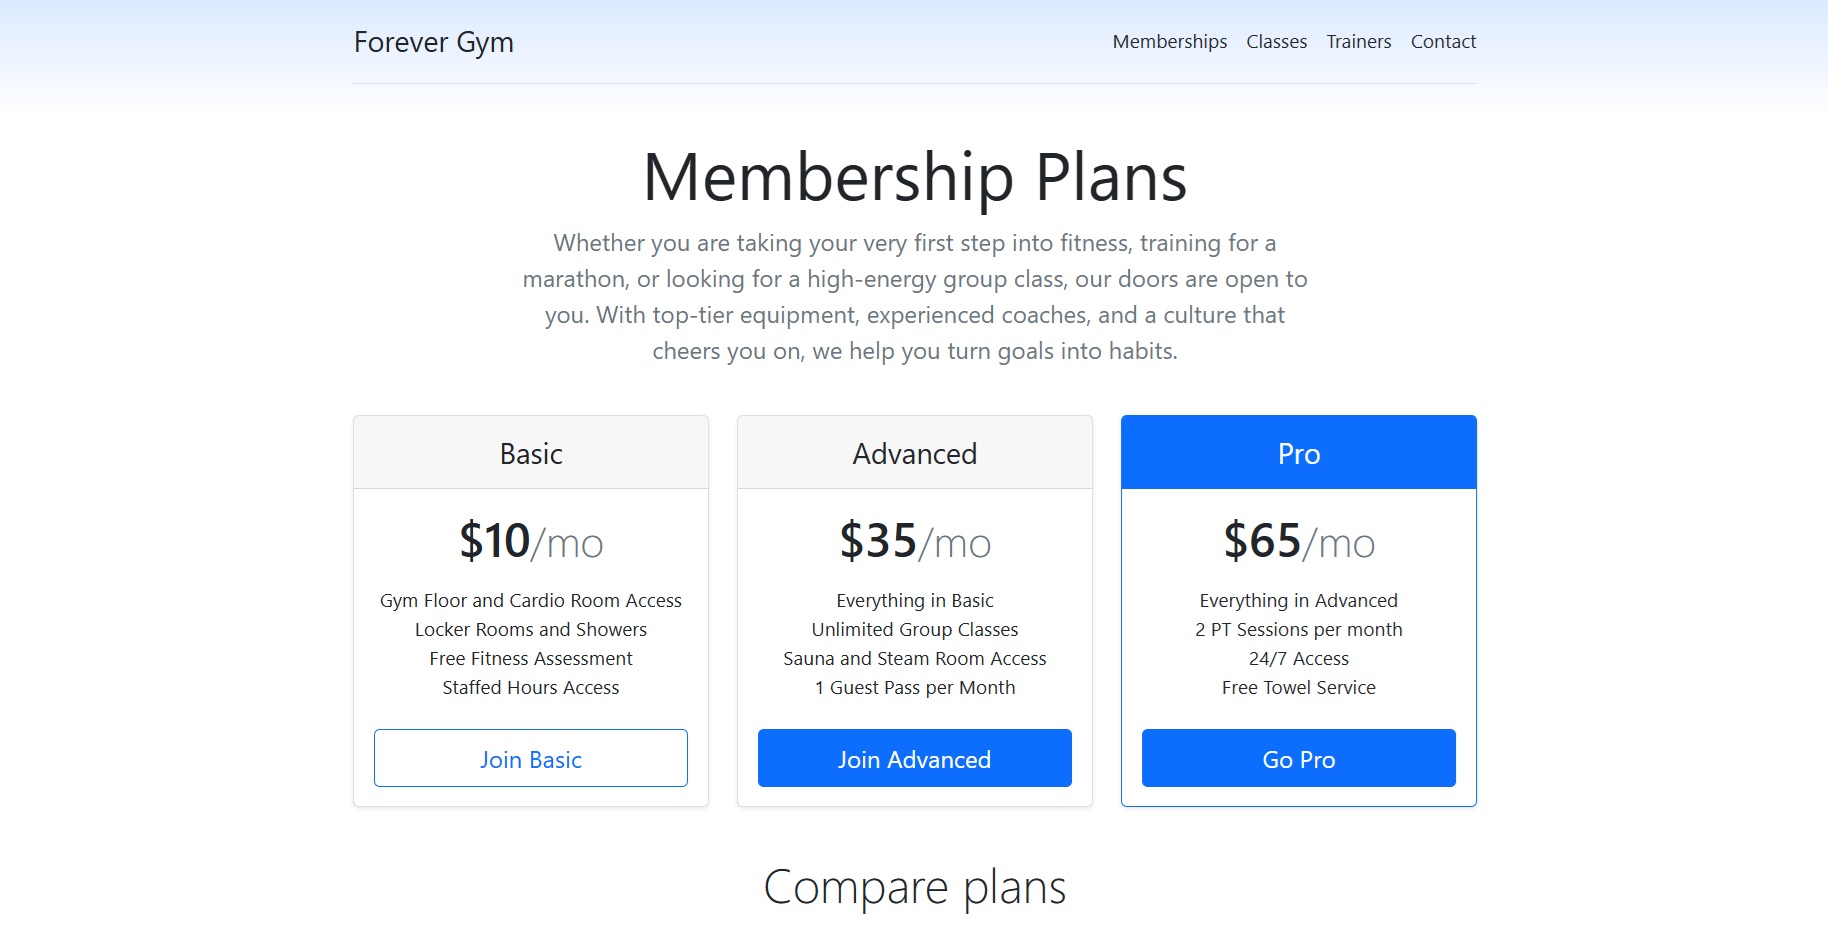 Forever Gym
Memberships Classes Trainers Contact
Membership Plans
Whether you are taking your very first step into fitness, training for a
marathon, or looking for a high-energy group class, our doors are open to
you. With top-tier equipment, experienced coaches, and a culture that
cheers you on, we help you turn goals into habits.
Basic
$10/mo
Gym Floor and Cardio Room Access
Locker Rooms and Showers
Free Fitness Assessment
Staffed Hours Access
Join Basic
Advanced
$35/mo
Everything in Basic
Unlimited Group Classes
Sauna and Steam Room Access
1 Guest Pass per Month
Join Advanced
Pro
$65/mo
Everything in Advanced
2 PT Sessions per month
24/7 Access
Free Towel Service
Go Pro
Compare plans